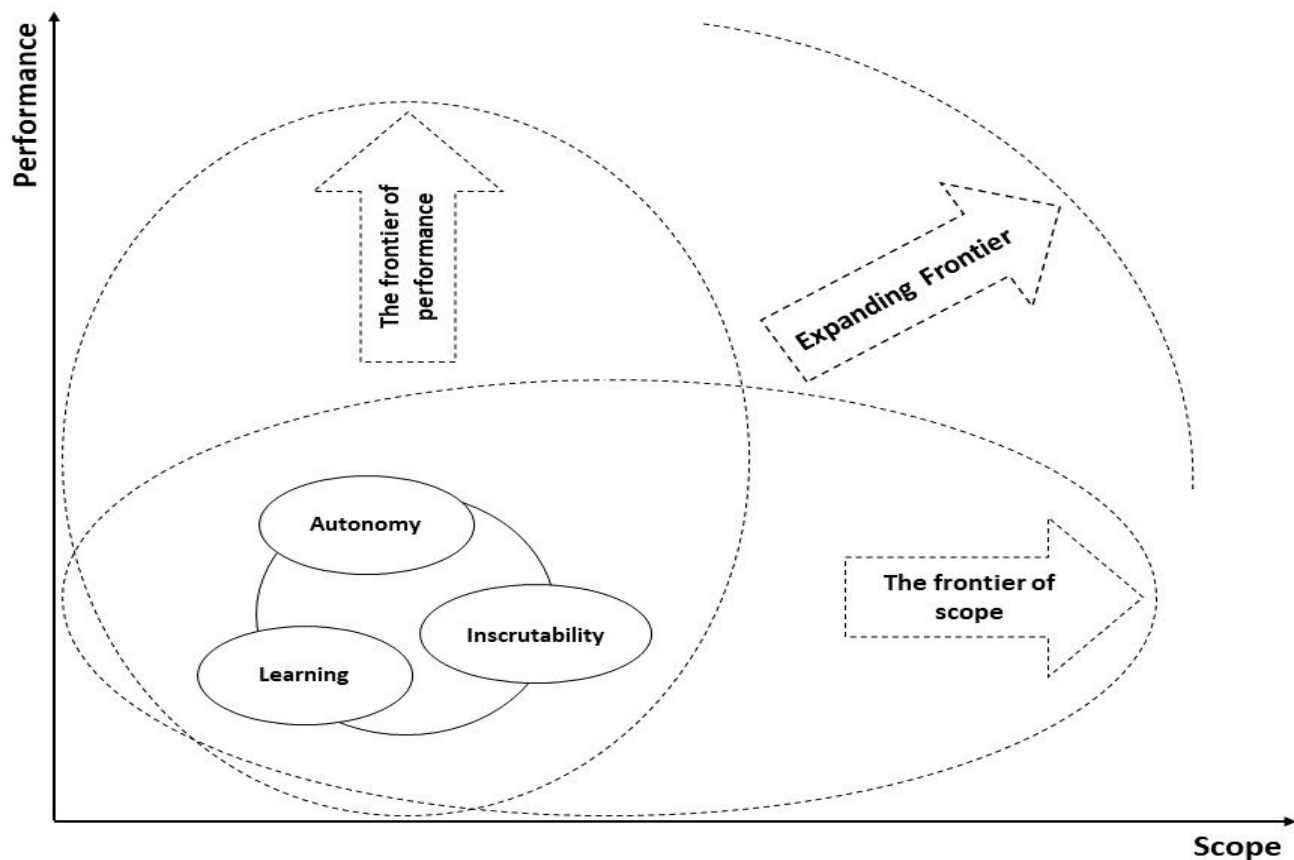 Performance
The frontier of
performance
Expanding Frontier
Autonomy
Inscrutability
Learning
The frontier of
scope
Scope